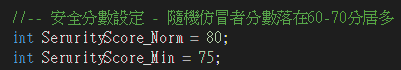 //-- 安全分數設定 - 隨機仿冒者分數落在60-70分居多
int SerurityScore_Norm = 80;
int SerurityScore_Min = 75;